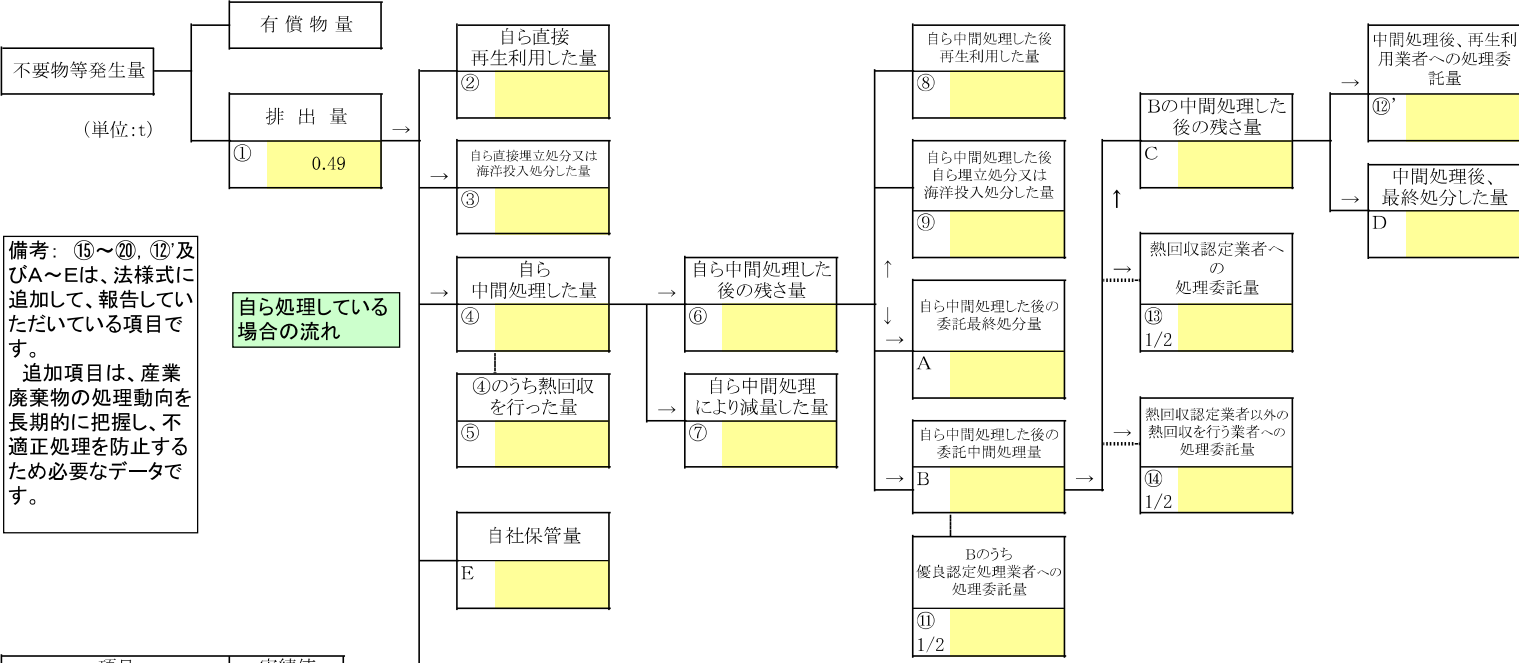 有 償 物 量
不要物等発生量
(単位:t)
排 出 量
→
①
0.49
備考： ⑮～⑳, ⑫'及
びA～Eは、法様式に
追加して、報告してい
ただいている項目で
す。
追加項目は、産業
廃棄物の処理動向を
長期的に把握し、不
適正処理を防止する
ため必要なデータで
す。
自ら処理している
場合の流れ
自ら直接
再生利用した量
②
→
自ら直接埋立処分又は
海洋投入処分した量
③
→
自ら
中間処理した量
④
④のうち熱回収
を行った量
⑤
自社保管量
E
→
自ら中間処理した
後の残さ量
⑥
→
自ら中間処理
により減量した量
⑦
自ら中間処理した後
再生利用した量
⑧
自ら中間処理した後
自ら埋立処分又は
海洋投入処分した量
⑨
↑
↓
→
自ら中間処理した後の
委託最終処分量
A
自ら中間処理した後の
委託中間処理量
→
B
→
Bのうち
優良認定処理業者への
処理委託量
⑪
1/2
Bの中間処理した
後の残さ量
C
↑
→
熱回収認定業者へ
の
処理委託量
⑬
1/2
→
熱回収認定業者以外の
熱回収を行う業者への
処理委託量
⑭
1/2
→
中間処理後、再生利
用業者への処理委
託量
⑫'
→
中間処理後、
最終処分した量
D